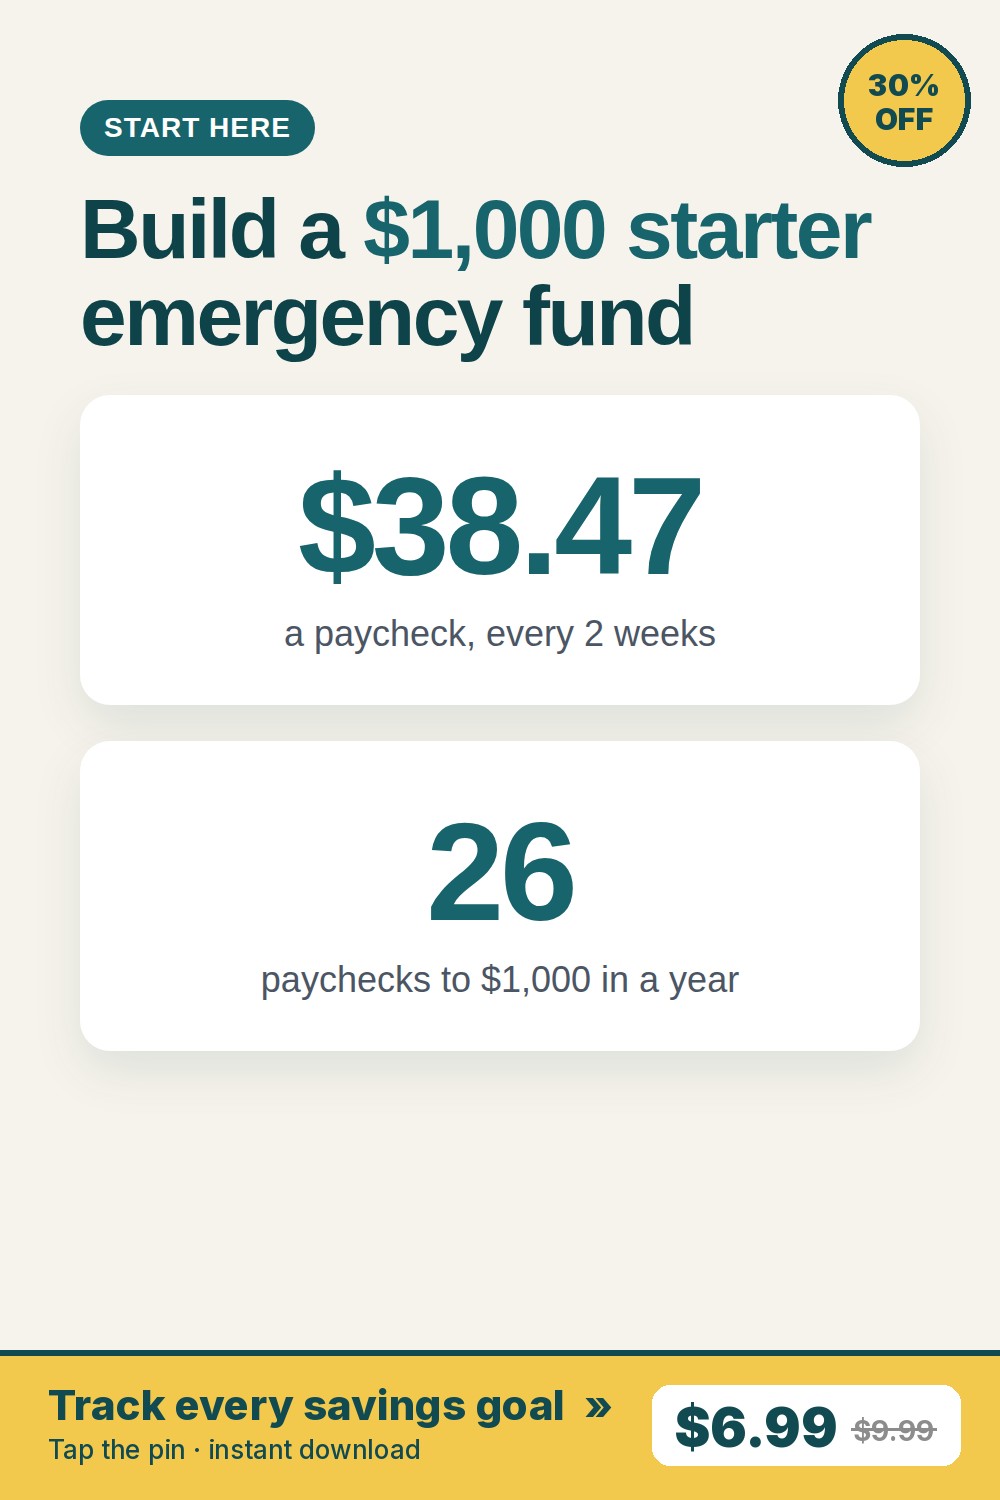 30%
OFF
START HERE
Build a $1,000 starter
emergency fund
$38.47
a paycheck, every 2 weeks
26
paychecks to $1,000 in a year
Track every savings goal »
Tap the pin · instant download
$6.99 $9.99